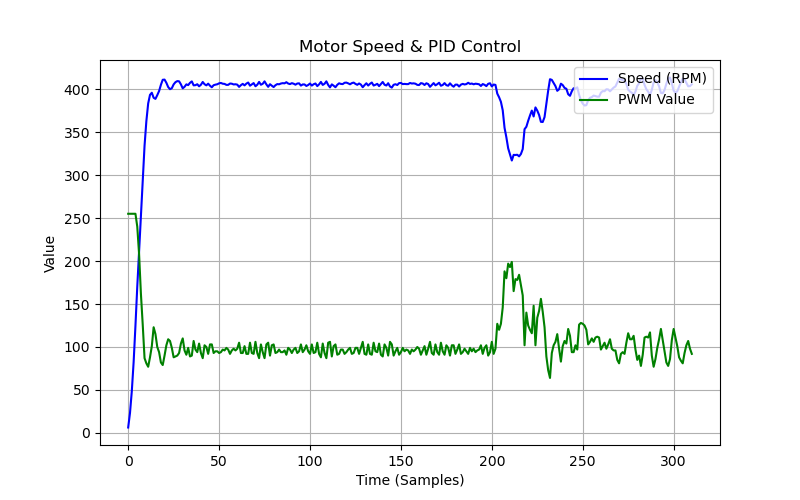 Motor Speed & PID Control
Speed (RPM)
PWM Value
400
350
300
250
200
150
100
50
0
Value
0 50 100 150 200 250 300
Time (Samples)